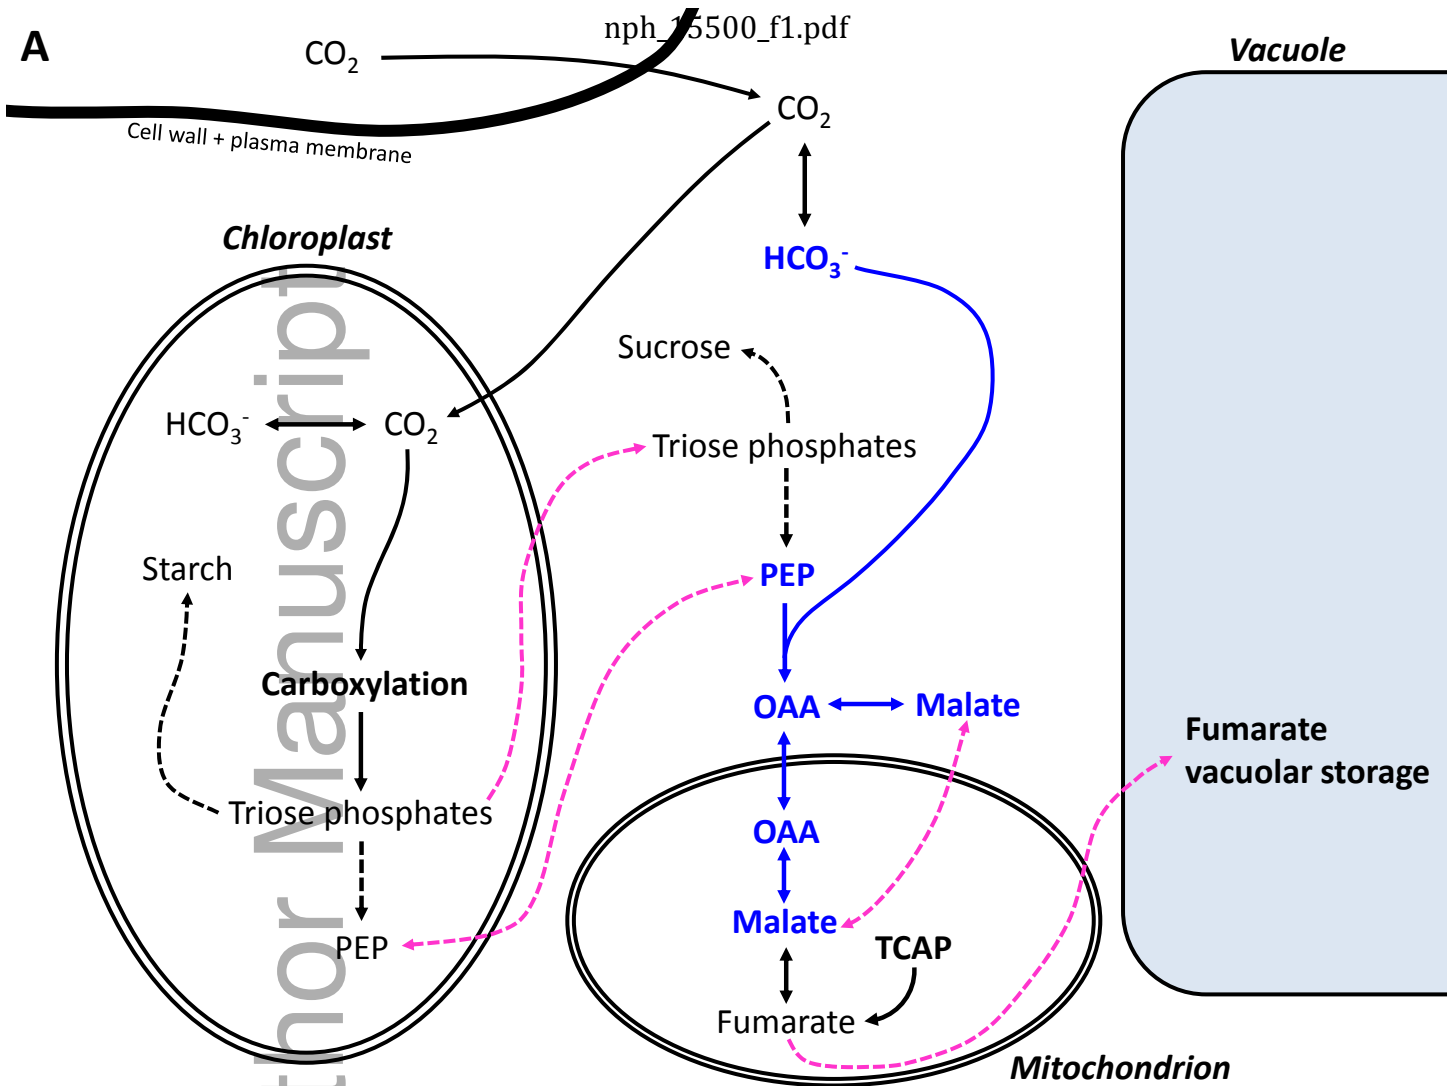 A
nph_15500_f1.pdf
Vacuole
CO2
CO2
Cell wall + plasma membrane
Chloroplast
HCO3-
Sucrose
HCO3-
CO2
Triose phosphates
Starch
PEP
Carboxylation
OAA
Malate
Fumarate
vacuolar storage
Triose phosphates
OAA
Malate
TCAP
PEP
Fumarate
Mitochondrion
thor Manuscript